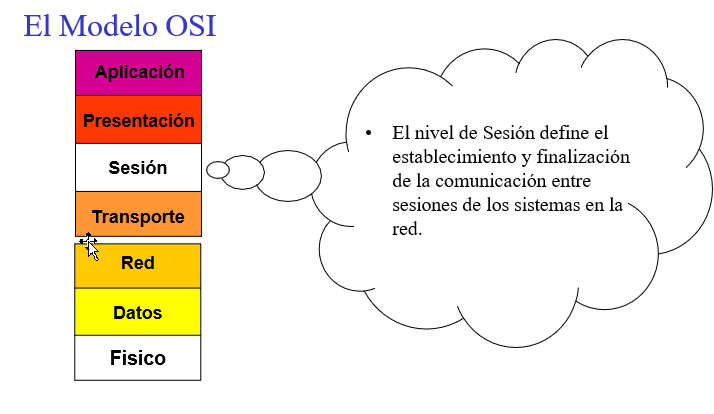 El Modelo OSI
Aplicación
Presentación
Sesión
Transporte
Red
Datos
Fisico
• El nivel de Sesión define el
establecimiento y finalización
de la comunicación entre
sesiones de los sistemas en la
red.